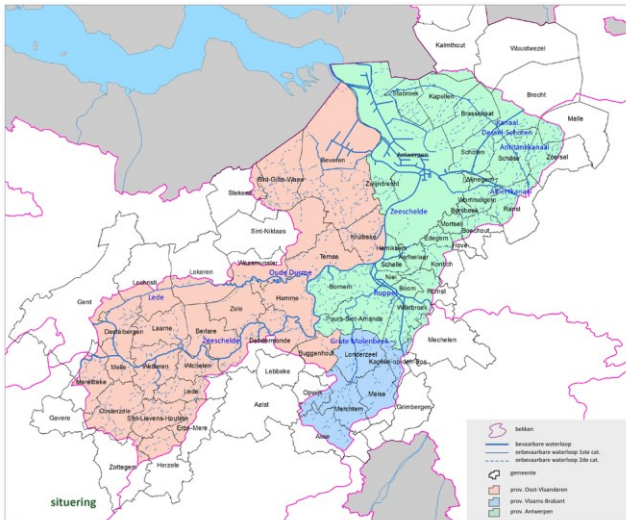 Kalmthout
Wuustwezel
Stabroek
Kapellen
Brecht
Brasschaat
Malle
Kanaal
Dessel-Schoten
Antitankkanaal
Schoten
Schilde
Zoersel
Antwerpen
Beveren
Wijnegem
Albertkanaal
Sint-Gillis-Waas
Zwijndrecht
Wommelgem
Ranst
Borsbeek
Stekene
Zeeschelde
Mortsel
Boechout
Sint-Niklaas
Kruibeke
Edegem
Hove
Hemiksem
Aartselaar
Kontich
Waasmunster
Temse
Schelle
Lokeren
Oude Durme
Niel
Lochristi
Rumst
Gent
Lede
Hamme
Bornem
Rupel
Boom
Zele
Willebroek
Laarne
Puurs-Sint-Amands
Destelbergen
Berlare
Zeeschelde
Dendermonde
Grote Molenbeek
Mechelen
Melle
Wetteren
Wichelen
Buggenhout
Londerzeel
Kapelle-op-den-Bos
Merelbeke
Lebbeke
Lede
Opwijk
Meise
Oosterzele
Aalst
Merchtem
Grimbergen
Sint-Lievens-Houtem
Gavere
Erpe-Mere
Asse
Zottegem
Herzele
situering
bekken
bevaarbare waterloop
onbevaarbare waterloop 1ste cat.
onbevaarbare waterloop 2de cat.
gemeente
prov. Oost-Vlaanderen
prov. Vlaams-Brabant
prov. Antwerpen